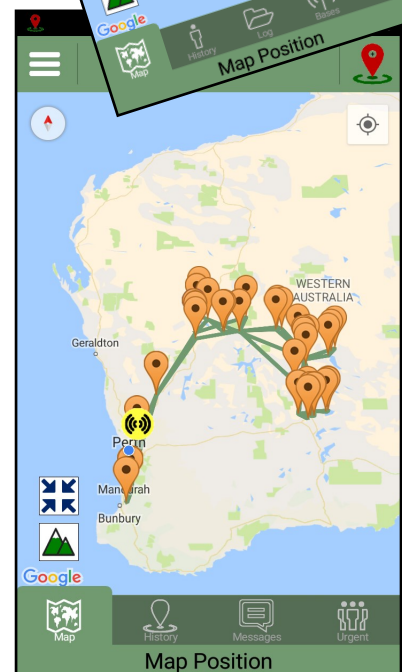 Google
Map
History
Log
Bases
Map Position
WESTERN
AUSTRALIA
Geraldton
Perth
Mandurah
Bunbury
Google
Map
History
Messages
Urgent
Map Position